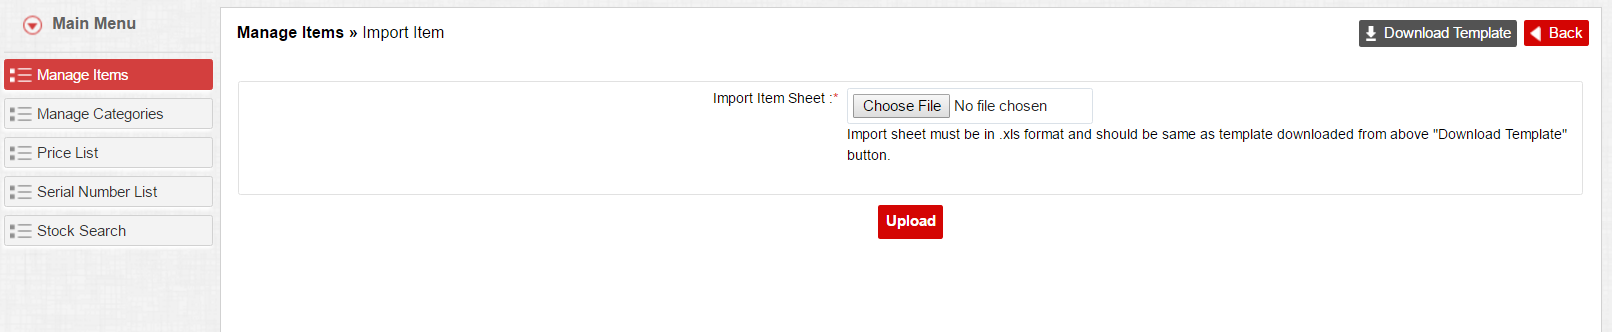 Main Menu
Manage Items
Manage Categories
Price List
Serial Number List
Stock Search
Manage Items » Import Item
Download Template
Back
Import Item Sheet :*
Choose File No file chosen
Import sheet must be in .xls format and should be same as template downloaded from above "Download Template"
button.
Upload